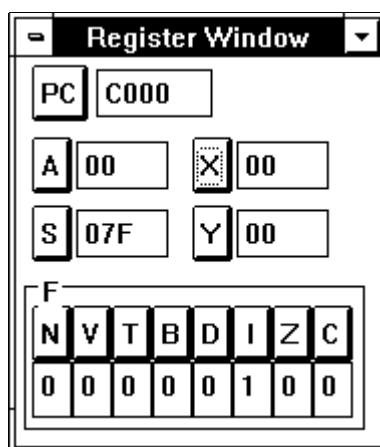 Register Window
PC C000
A 00 X 00
S 07F Y 00
F
N V T B D I Z C
0 0 0 0 0 1 0 0